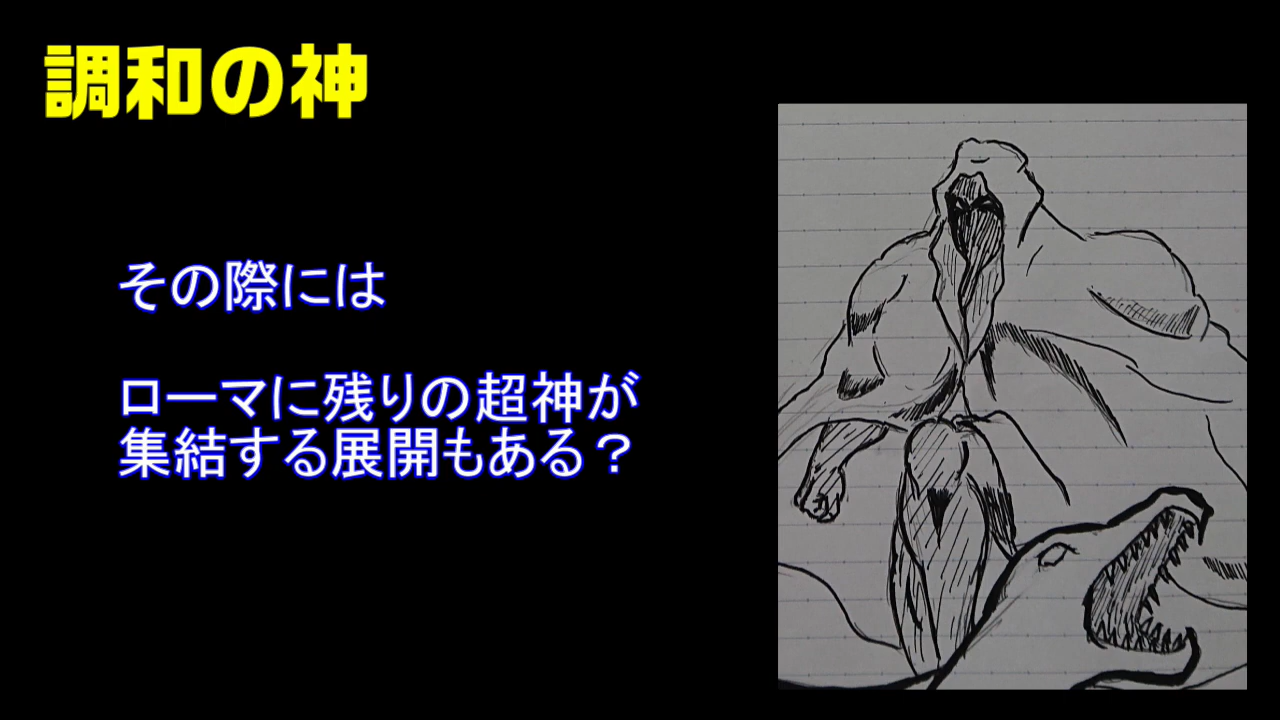 調和の神
その際には
ローマに残りの超神が
集結する展開もある？